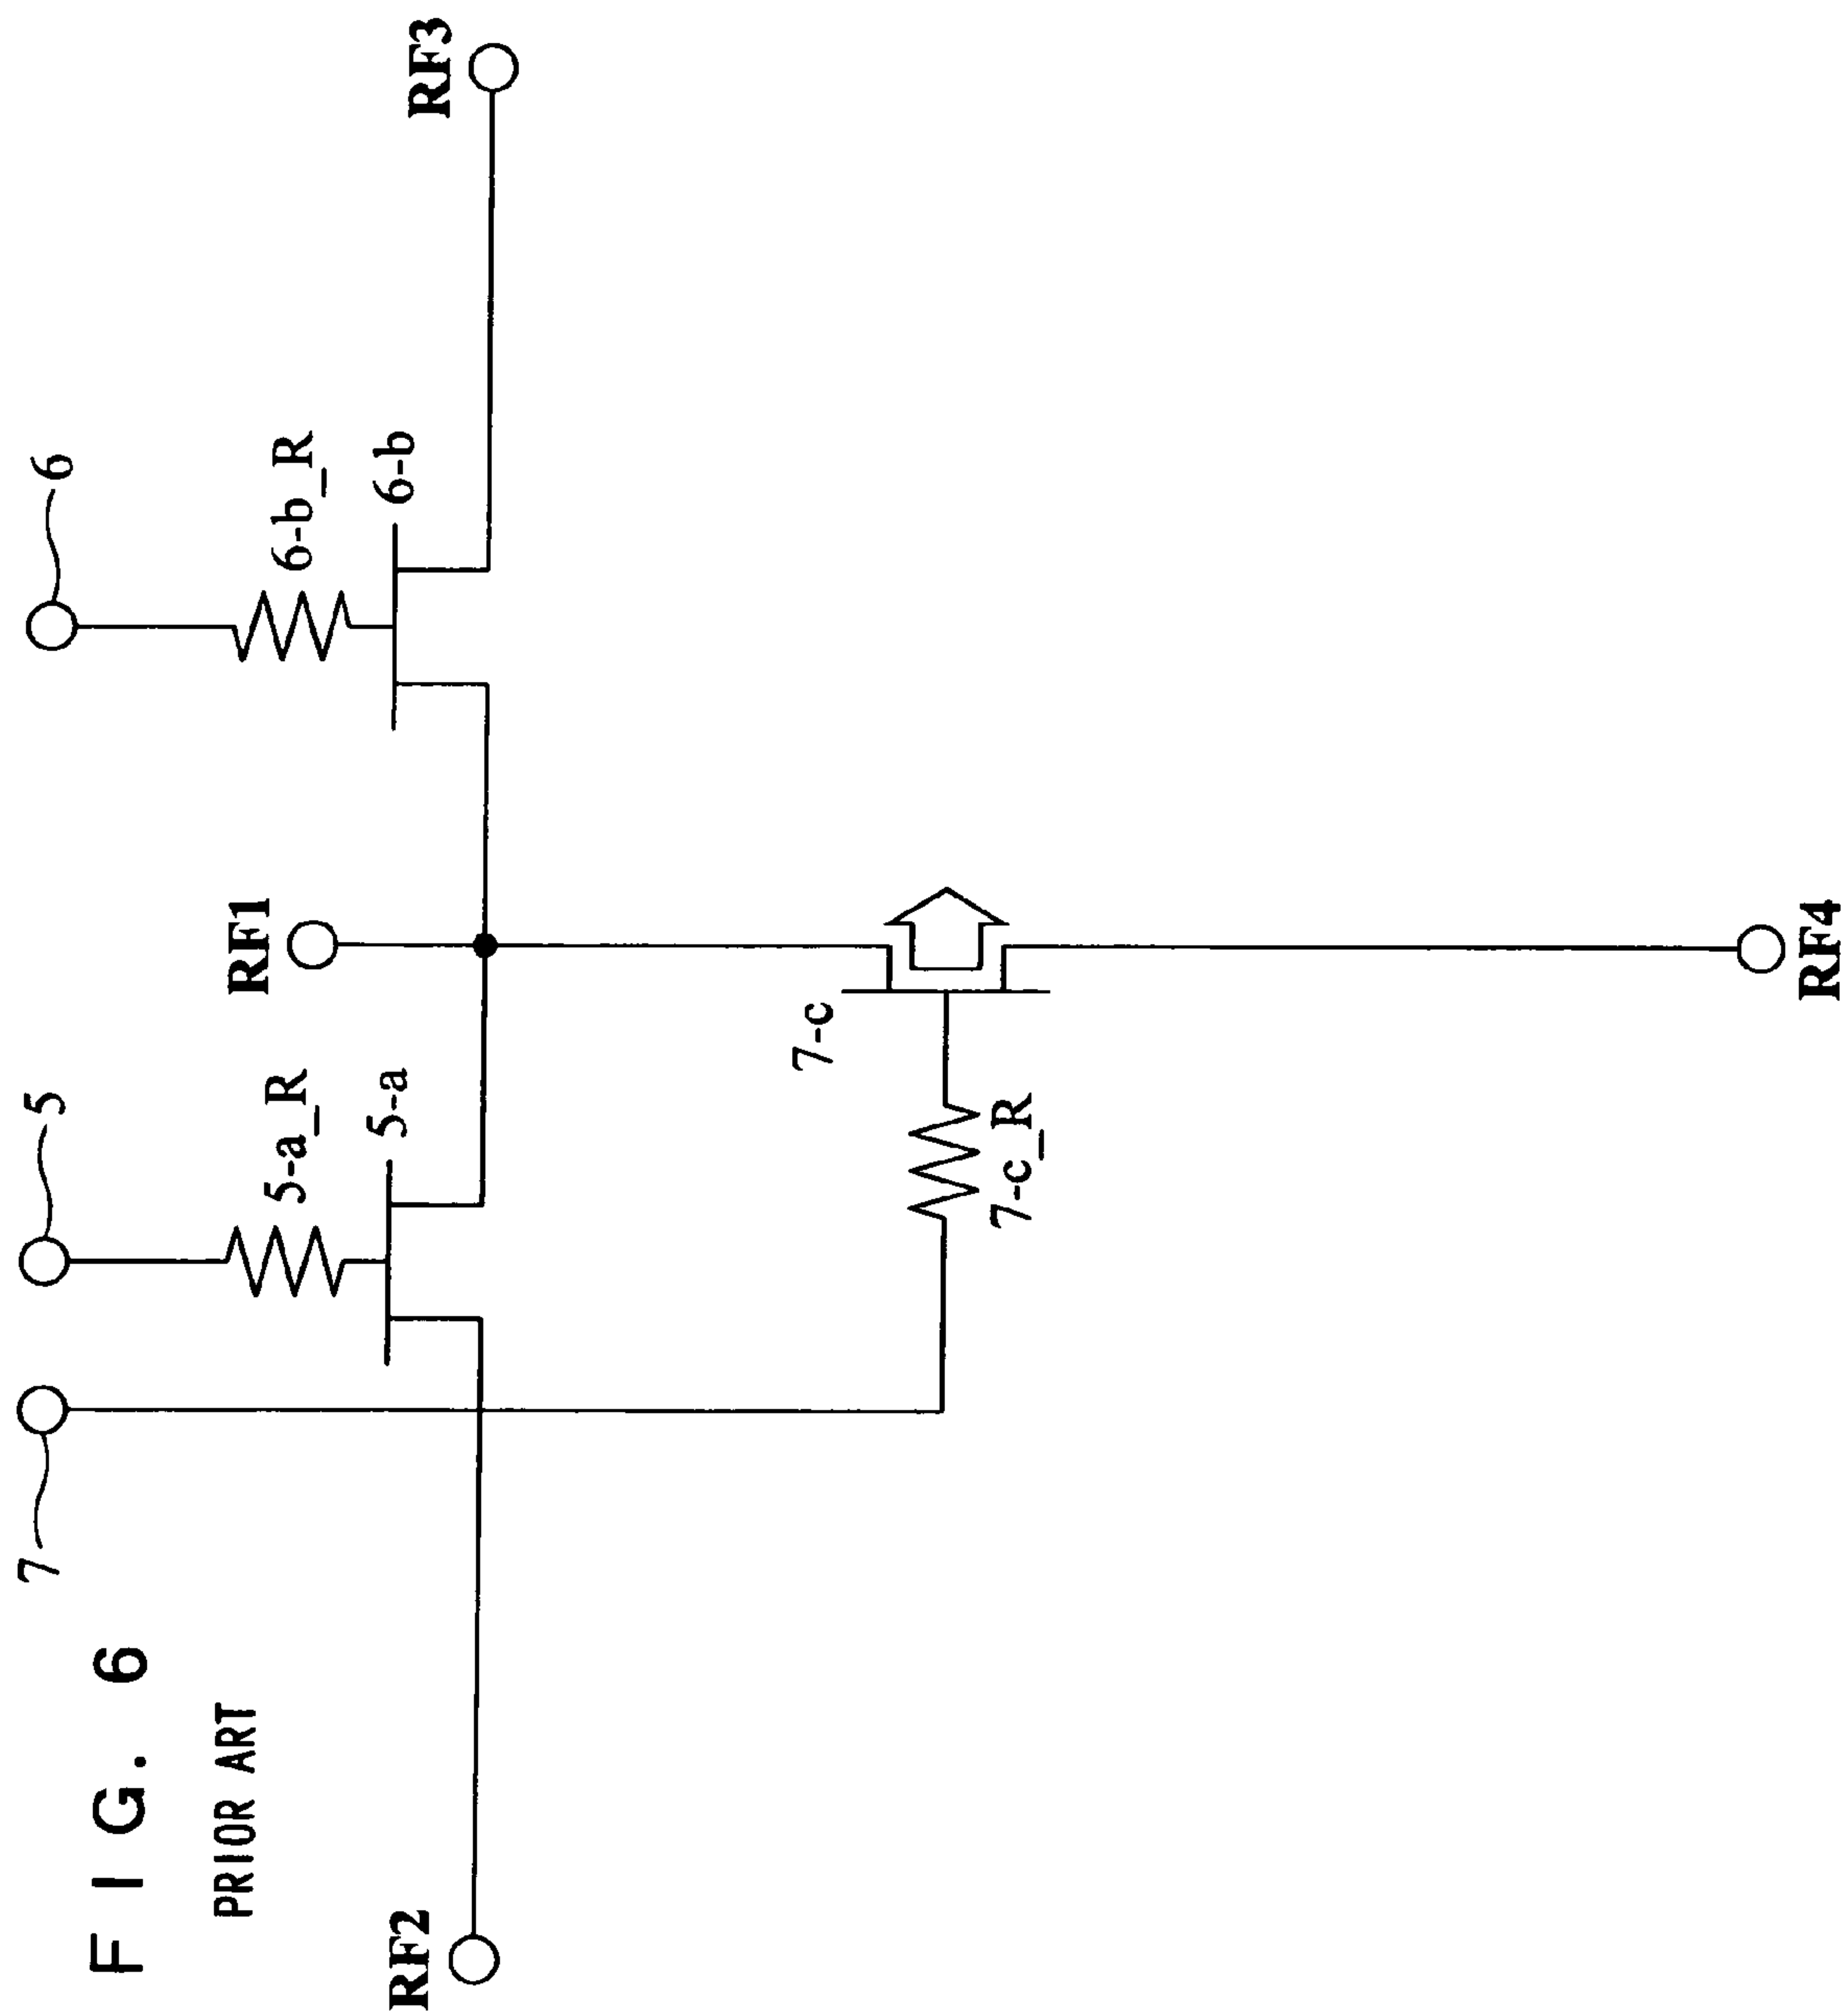 FIG. 6
PRIOR ART
7
5
6
5-a_R
6-b_R
5-a
6-b
RF1
RF2
RF3
7-c
7-c_R
RF4